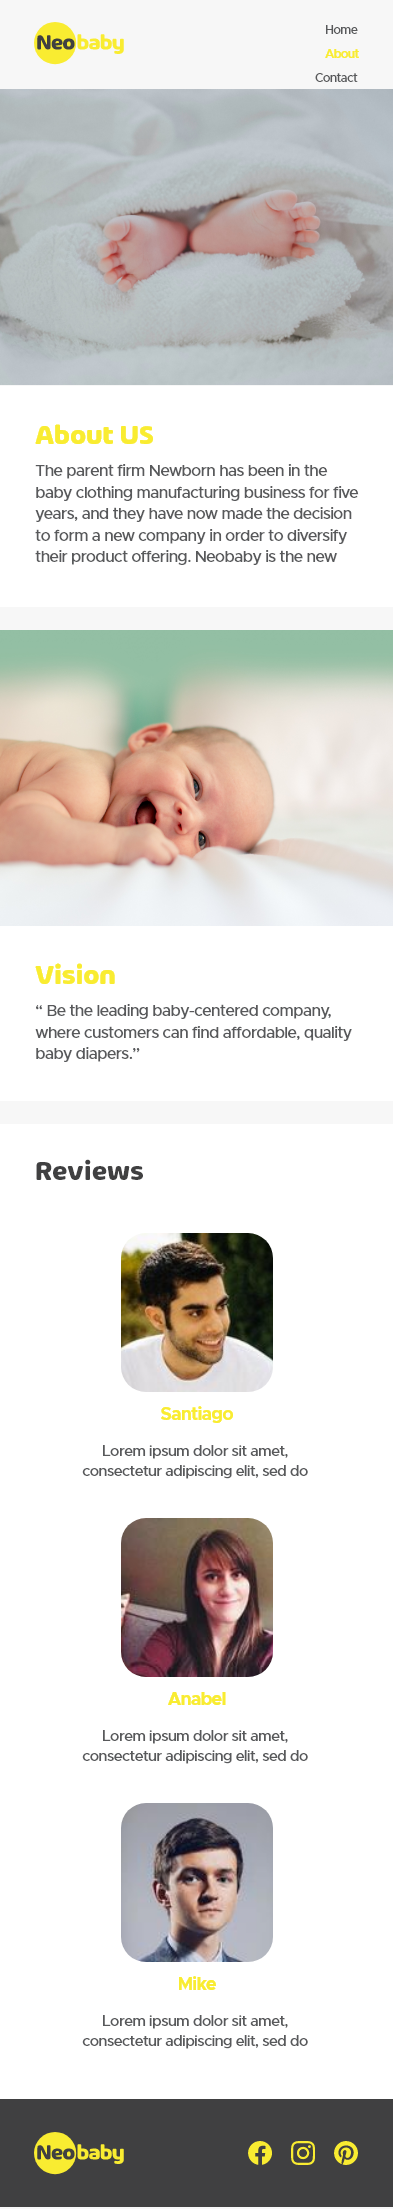 Neobaby
Home
About
Contact
About US
The parent firm Newborn has been in the
baby clothing manufacturing business for five
years, and they have now made the decision
to form a new company in order to diversify
their product offering. Neobaby is the new
Vision
“ Be the leading baby-centered company,
where customers can find affordable, quality
baby diapers.”
Reviews
Santiago
Lorem ipsum dolor sit amet,
consectetur adipiscing elit, sed do
Anabel
Lorem ipsum dolor sit amet,
consectetur adipiscing elit, sed do
Mike
Lorem ipsum dolor sit amet,
consectetur adipiscing elit, sed do
Neobaby